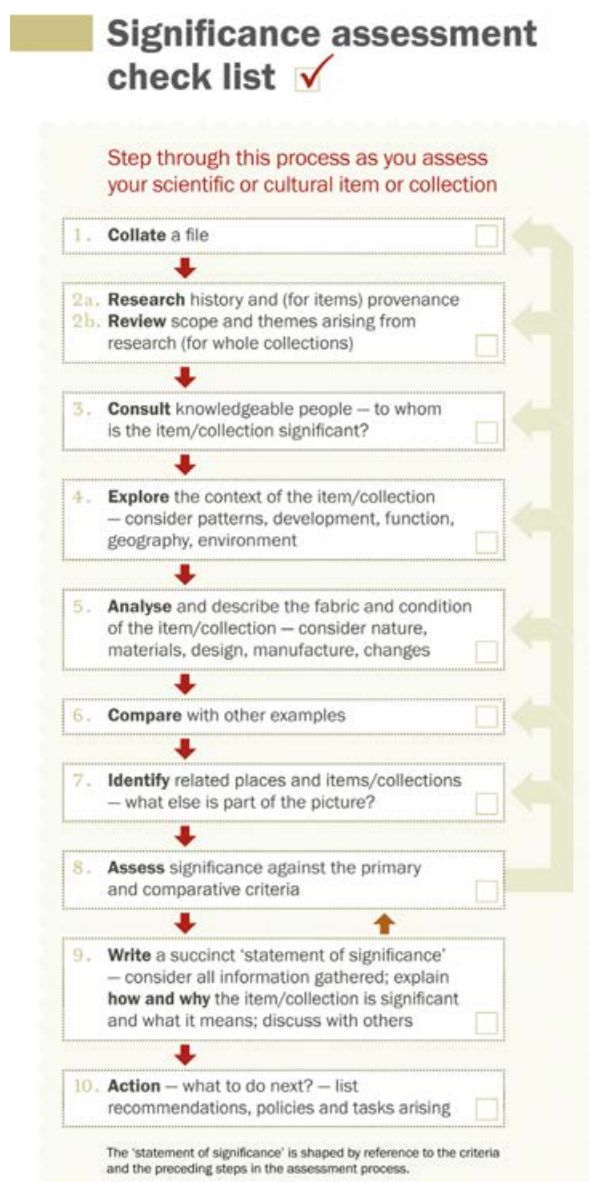 Significance assessment
check list
Step through this process as you assess
your scientific or cultural item or collection
1. Collate a file
2a. Research history and (for items) provenance
2b. Review scope and themes arising from
research (for whole collections)
3. Consult knowledgeable people — to whom
is the item/collection significant?
4. Explore the context of the item/collection
— consider patterns, development, function,
geography, environment
5. Analyse and describe the fabric and condition
of the item/collection — consider nature,
materials, design, manufacture, changes
6. Compare with other examples
7. Identify related places and items/collections
— what else is part of the picture?
8. Assess significance against the primary
and comparative criteria
9. Write a succinct ‘statement of significance’
— consider all information gathered; explain
how and why the item/collection is significant
and what it means; discuss with others
10. Action — what to do next? — list
recommendations, policies and tasks arising
The ‘statement of significance’ is shaped by reference to the criteria
and the preceding steps in the assessment process.